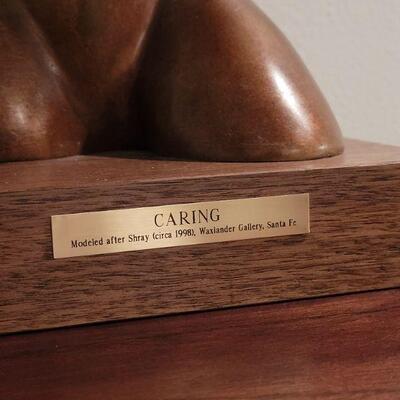 CARING
Modeled after Shray (circa 1998), Waxlander Gallery, Santa Fe